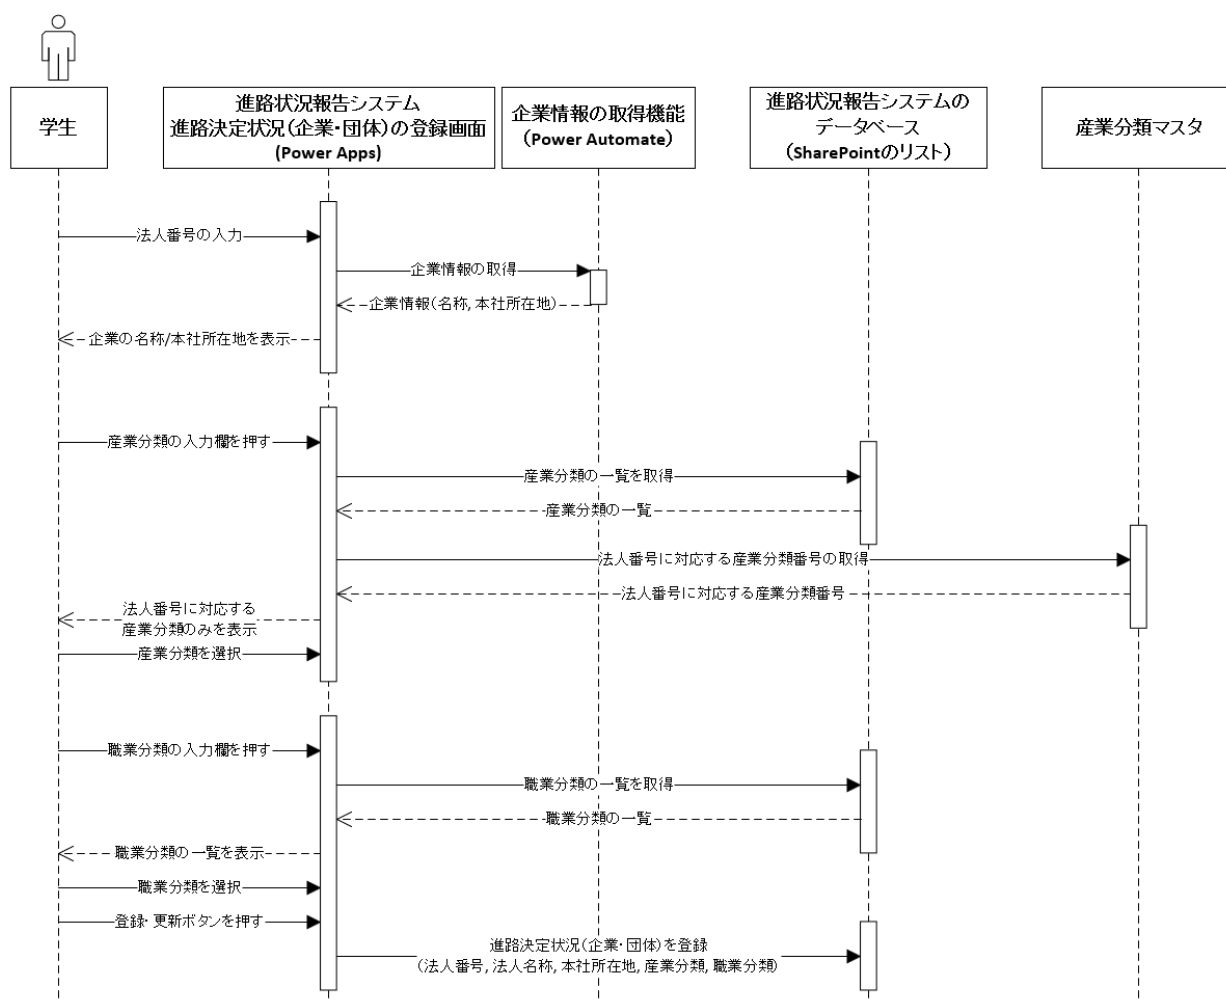 学生
進路状況報告システム
進路決定状況(企業・団体)の登録画面
(Power Apps)
企業情報の取得機能
(Power Automate)
進路状況報告システムの
データベース
(SharePointのリスト)
産業分類マスタ
法人番号の入力
企業情報の取得
企業情報(名称, 本社所在地)
企業の名称/本社所在地を表示
産業分類の入力欄を押す
産業分類の一覧を取得
産業分類の一覧
法人番号に対応する産業分類番号の取得
法人番号に対応する産業分類番号
法人番号に対応する
産業分類のみを表示
産業分類を選択
職業分類の入力欄を押す
職業分類の一覧を取得
職業分類の一覧
職業分類の一覧を表示
職業分類を選択
登録・更新ボタンを押す
進路決定状況(企業・団体)を登録
(法人番号, 法人名称, 本社所在地, 産業分類, 職業分類)